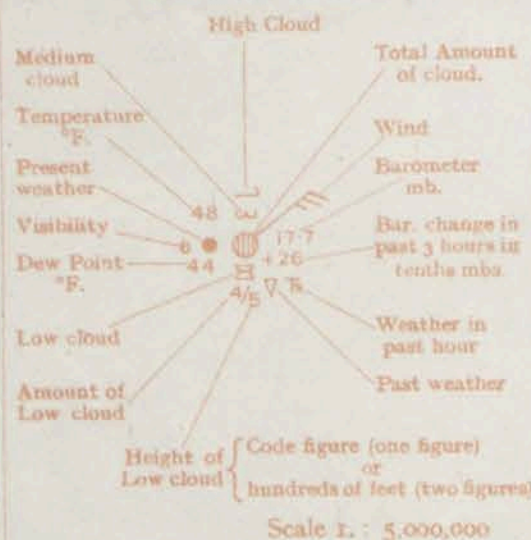 High Cloud
Medium
cloud
Total Amount
of cloud.
Temperature
°F.
Wind
Present
weather
Barometer
mb.
48
Visibility
6
17.7
Bar. change in
past 3 hours in
tenths mbs.
Dew Point
°F.
44
+26
4/5
Low cloud
Weather in
past hour
Amount of
Low cloud
Past weather
Height of
Low cloud
Code figure (one figure)
or
hundreds of feet (two figures)
Scale 1. : 5,000,000